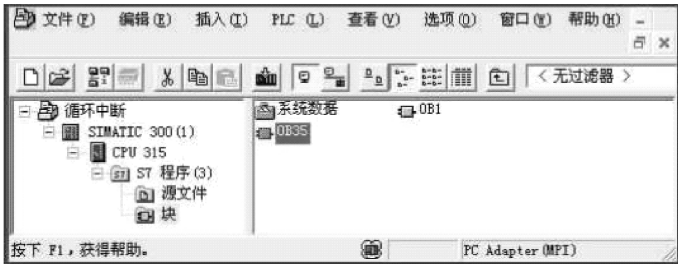 文件(F) 编辑(E) 插入(I) PLC (L) 查看(V) 选项(O) 窗口(W) 帮助(H)
< 无过滤器 >
循环中断
SIMATIC 300(1)
CPU 315
S7 程序(3)
源文件
块
系统数据 OB1
OB35
按下 F1，获得帮助。 PC Adapter(MPI)